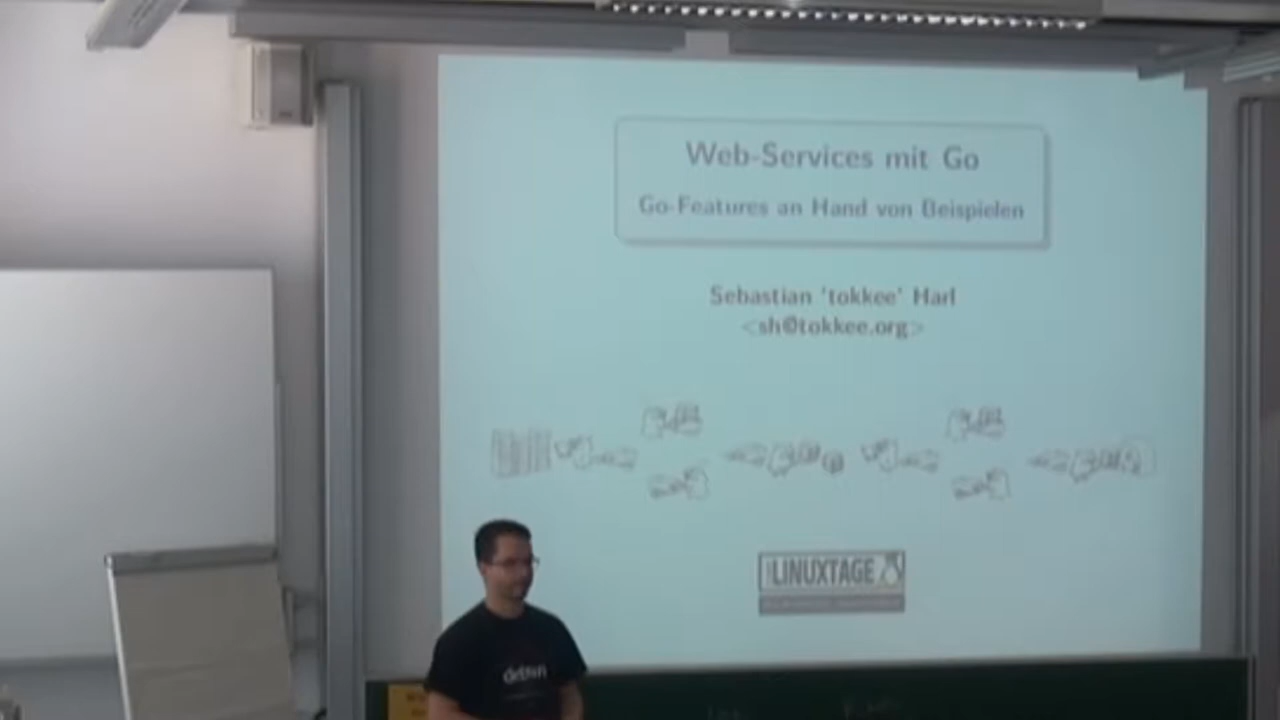 Web-Services mit Go
Go-Features an Hand von Beispielen
Sebastian 'tokkee' Harl
<sh@tokkee.org>
LINUXTAGE
debian